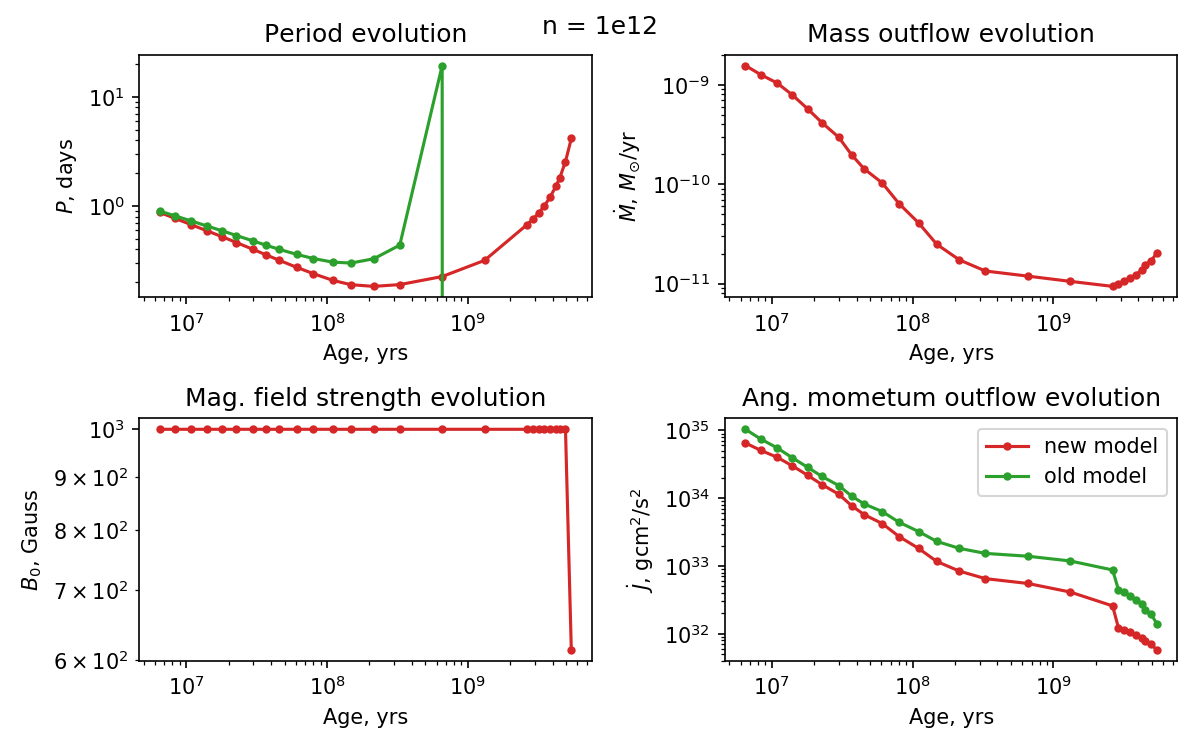 n = 1e12
Period evolution
10¹
10⁰
P, days
10⁷
10⁸
10⁹
Age, yrs
Mass outflow evolution
10⁻⁹
10⁻¹⁰
10⁻¹¹
Ṁ, M⊙/yr
10⁷
10⁸
10⁹
Age, yrs
Mag. field strength evolution
10³
9 × 10²
8 × 10²
7 × 10²
6 × 10²
B₀, Gauss
10⁷
10⁸
10⁹
Age, yrs
Ang. mometum outflow evolution
10³⁵
10³⁴
10³³
10³²
J̇, gcm²/s²
new model
old model
10⁷
10⁸
10⁹
Age, yrs